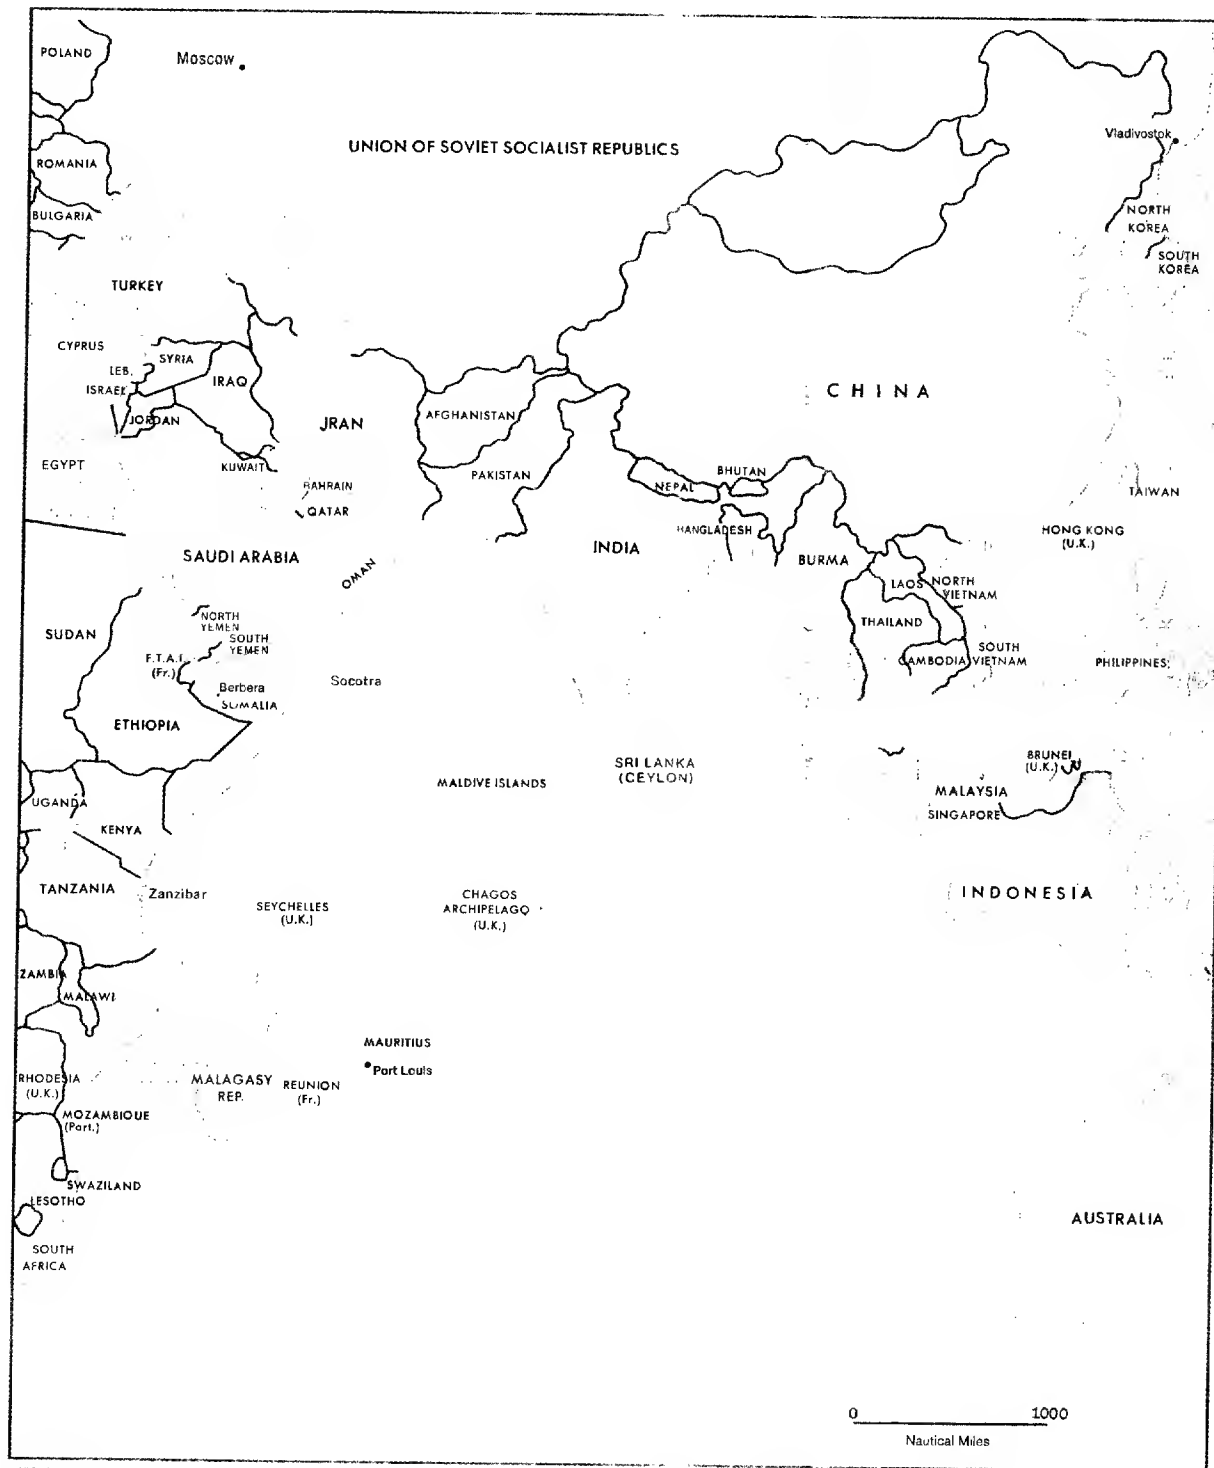 POLAND
Moscow
UNION OF SOVIET SOCIALIST REPUBLICS
Vladivostok
ROMANIA
BULGARIA
NORTH
KOREA
SOUTH
KOREA
TURKEY
CYPRUS
SYRIA
LEB.
ISRAEL
IRAQ
JORDAN
IRAN
AFGHANISTAN
CHINA
EGYPT
KUWAIT
PAKISTAN
BAHRAIN
QATAR
NEPAL
BHUTAN
TAIWAN
BANGLADESH
HONG KONG
(U.K.)
SAUDI ARABIA
OMAN
INDIA
BURMA
LAOS
NORTH
VIETNAM
SUDAN
NORTH
YEMEN
SOUTH
YEMEN
THAILAND
F.T.A.I.
(Fr.)
Berbera
SOMALIA
Socotra
CAMBODIA
SOUTH
VIETNAM
PHILIPPINES
ETHIOPIA
SRI LANKA
(CEYLON)
MALDIVE ISLANDS
BRUNEI
(U.K.)
MALAYSIA
SINGAPORE
UGANDA
KENYA
TANZANIA
Zanzibar
SEYCHELLES
(U.K.)
CHAGOS
ARCHIPELAGO
(U.K.)
INDONESIA
ZAMBIA
MALAWI
MAURITIUS
Port Louis
RHODESIA
(U.K.)
MALAGASY
REP.
REUNION
(Fr.)
MOZAMBIQUE
(Port.)
SWAZILAND
LESOTHO
SOUTH
AFRICA
AUSTRALIA
0 1000
Nautical Miles